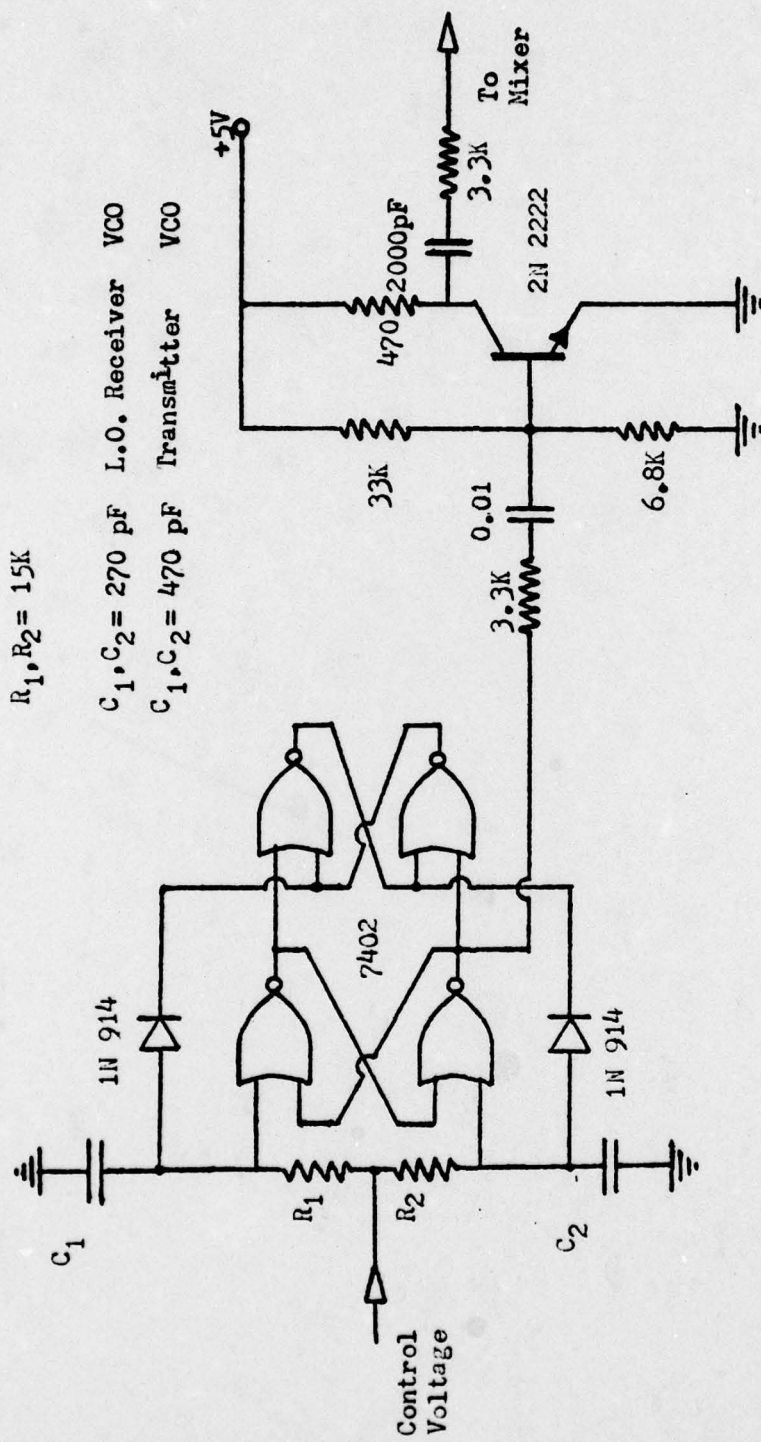 R1,R2= 15K
C1,C2= 270 pF L.O. Receiver VCO
C1,C2= 470 pF Transmitter VCO
+5V
C1
1N 914
R1
R2
Control
Voltage
C2
1N 914
7402
33K
470
2000pF
3.3K
To
Mixer
2N 2222
0.01
3.3K
6.8K